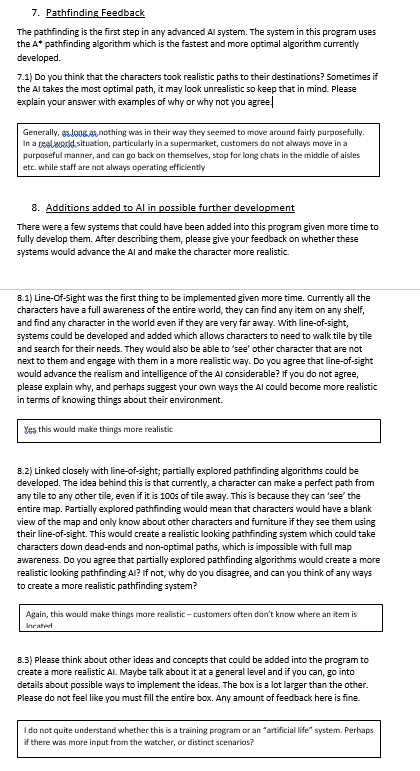 7. Pathfinding Feedback
The pathfinding is the first step in any advanced AI system. The system in this program uses
the A* pathfinding algorithm which is the fastest and more optimal algorithm currently
developed.
7.1) Do you think that the characters took realistic paths to their destinations? Sometimes if
the AI takes the most optimal path, it may look unrealistic so keep that in mind. Please
explain your answer with examples of why or why not you agree.
Generally, as long as nothing was in their way they seemed to move around fairly purposefully.
In a real world situation, particularly in a supermarket, customers do not always move in a
purposeful manner, and can go back on themselves, stop for long chats in the middle of aisles
etc. while staff are not always operating efficiently
8. Additions added to AI in possible further development
There were a few systems that could have been added into this program given more time to
fully develop them. After describing them, please give your feedback on whether these
systems would advance the AI and make the character more realistic.
8.1) Line-Of-Sight was the first thing to be implemented given more time. Currently all the
characters have a full awareness of the entire world, they can find any item on any shelf,
and find any character in the world even if they are very far away. With line-of-sight,
systems could be developed and added which allows characters to need to walk tile by tile
and search for their needs. They would also be able to 'see' other character that are not
next to them and engage with them in a more realistic way. Do you agree that line-of-sight
would advance the realism and intelligence of the AI considerable? If you do not agree,
please explain why, and perhaps suggest your own ways the AI could become more realistic
in terms of knowing things about their environment.
Yes this would make things more realistic
8.2) Linked closely with line-of-sight; partially explored pathfinding algorithms could be
developed. The idea behind this is that currently, a character can make a perfect path from
any tile to any other tile, even if it is 100s of tile away. This is because they can 'see' the
entire map. Partially explored pathfinding would mean that characters would have a blank
view of the map and only know about other characters and furniture if they see them using
their line-of-sight. This would create a realistic looking pathfinding system which could take
characters down dead-ends and non-optimal paths, which is impossible with full map
awareness. Do you agree that partially explored pathfinding algorithms would create a more
realistic looking pathfinding AI? If not, why do you disagree, and can you think of any ways
to create a more realistic pathfinding system?
Again, this would make things more realistic – customers often don't know where an item is
located
8.3) Please think about other ideas and concepts that could be added into the program to
create a more realistic AI. Maybe talk about it at a general level and if you can, go into
details about possible ways to implement the ideas. The box is a lot larger than the other.
Please do not feel like you must fill the entire box. Any amount of feedback here is fine.
I do not quite understand whether this is a training program or an "artificial life" system. Perhaps
if there was more input from the watcher, or distinct scenarios?